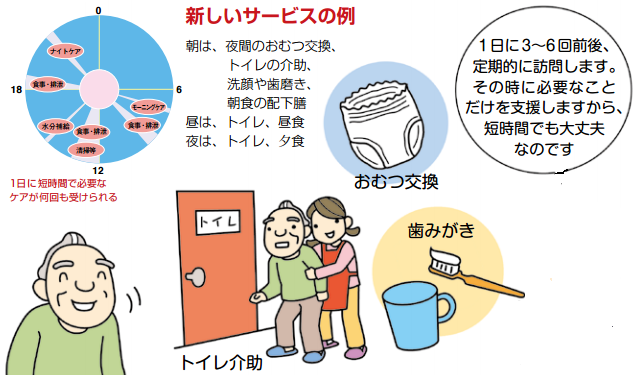 0
6
12
18
ナイトケア
食事・排泄
水分補給
食事・排泄
清掃等
食事・排泄
モーニングケア
1日に短時間で必要な
ケアが何回も受けられる
新しいサービスの例
朝は、夜間のおむつ交換、
トイレの介助、
洗顔や歯磨き、
朝食の配下膳
昼は、トイレ、昼食
夜は、トイレ、夕食
おむつ交換
1日に3〜6回前後、
定期的に訪問します。
その時に必要なこと
だけを支援しますから、
短時間でも大丈夫
なのです
トイレ
トイレ介助
歯みがき